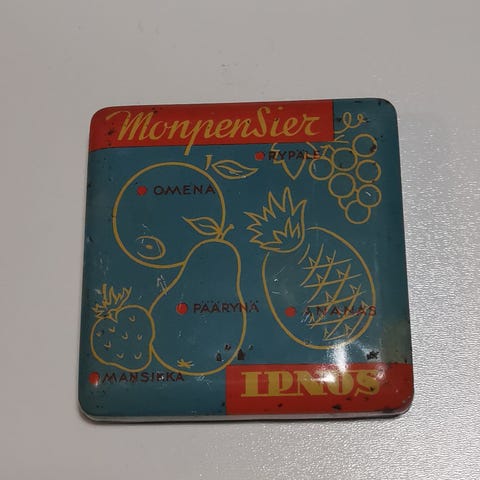 Monpensier
RYPÄLE
OMENA
PÄÄRYNÄ
ANANAS
MANSIKKA
IPNOS